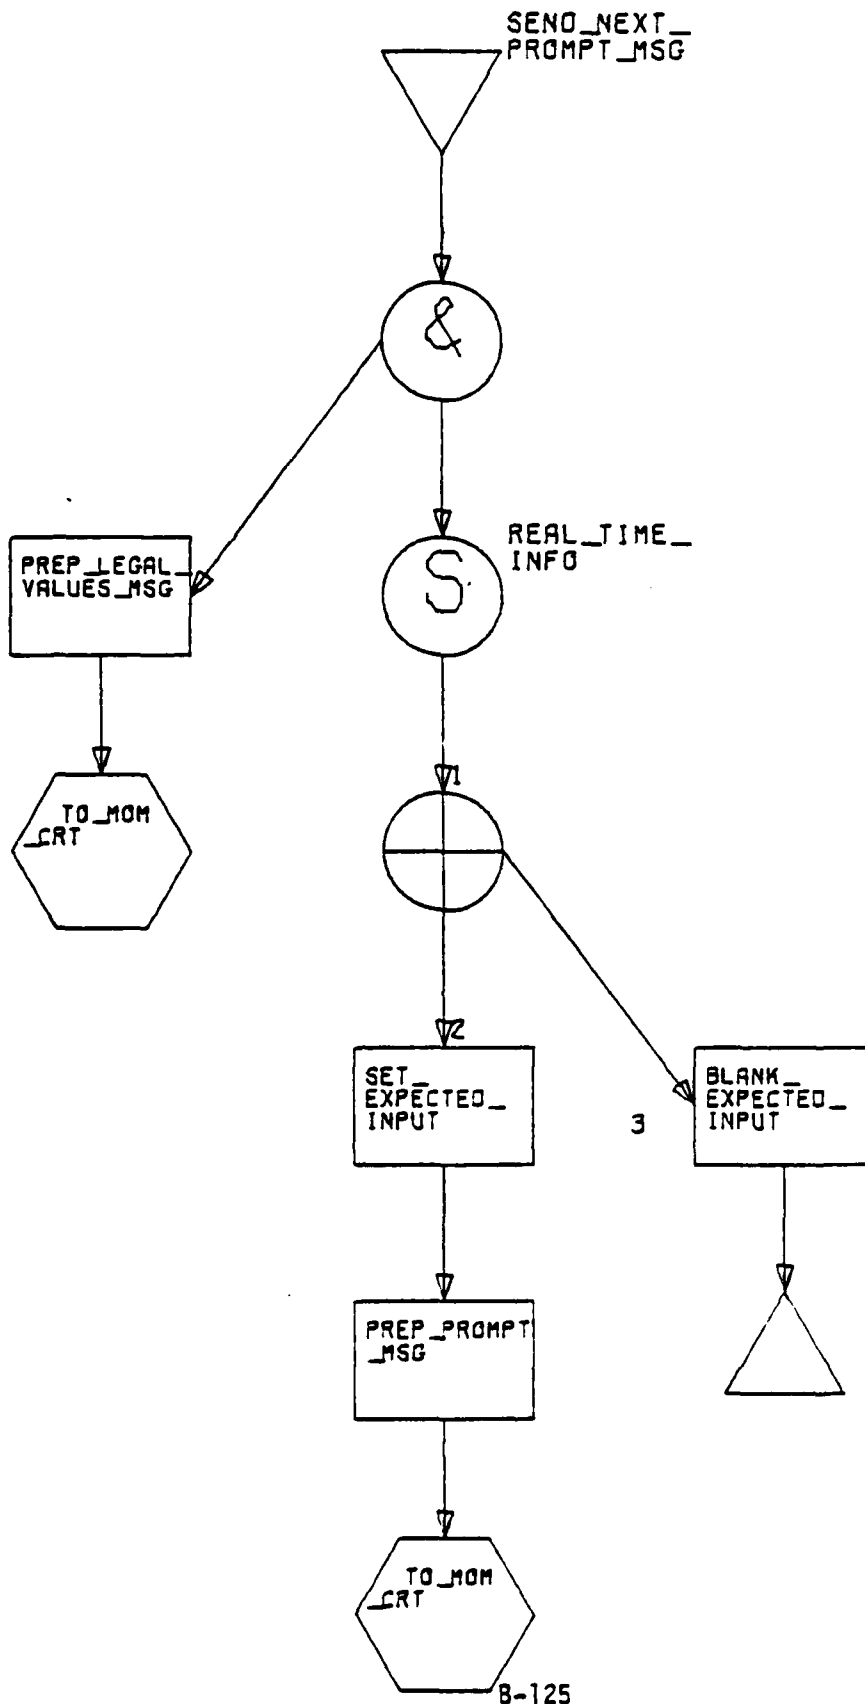 SEND_NEXT_
PROMPT_MSG
&
REAL_TIME_
INFO
S
PREP_LEGAL_
VALUES_MSG
TO_MOM
_CRT
1
2
SET_
EXPECTED_
INPUT
3
BLANK_
EXPECTED_
INPUT
PREP_PROMPT
_MSG
TO_MOM
_CRT
B-125